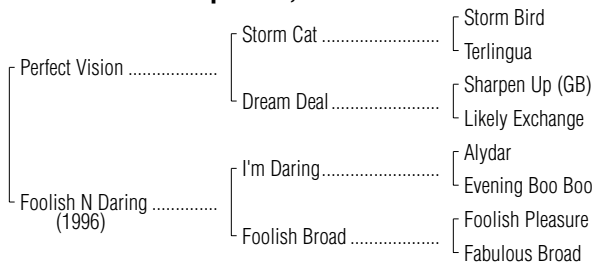 Storm Bird
Storm Cat ........................
Terlingua
Perfect Vision ..................
Sharpen Up (GB)
Dream Deal ......................
Likely Exchange
Alydar
I'm Daring ........................
Evening Boo Boo
Foolish N Daring .............
(1996)
Foolish Pleasure
Foolish Broad ..................
Fabulous Broad